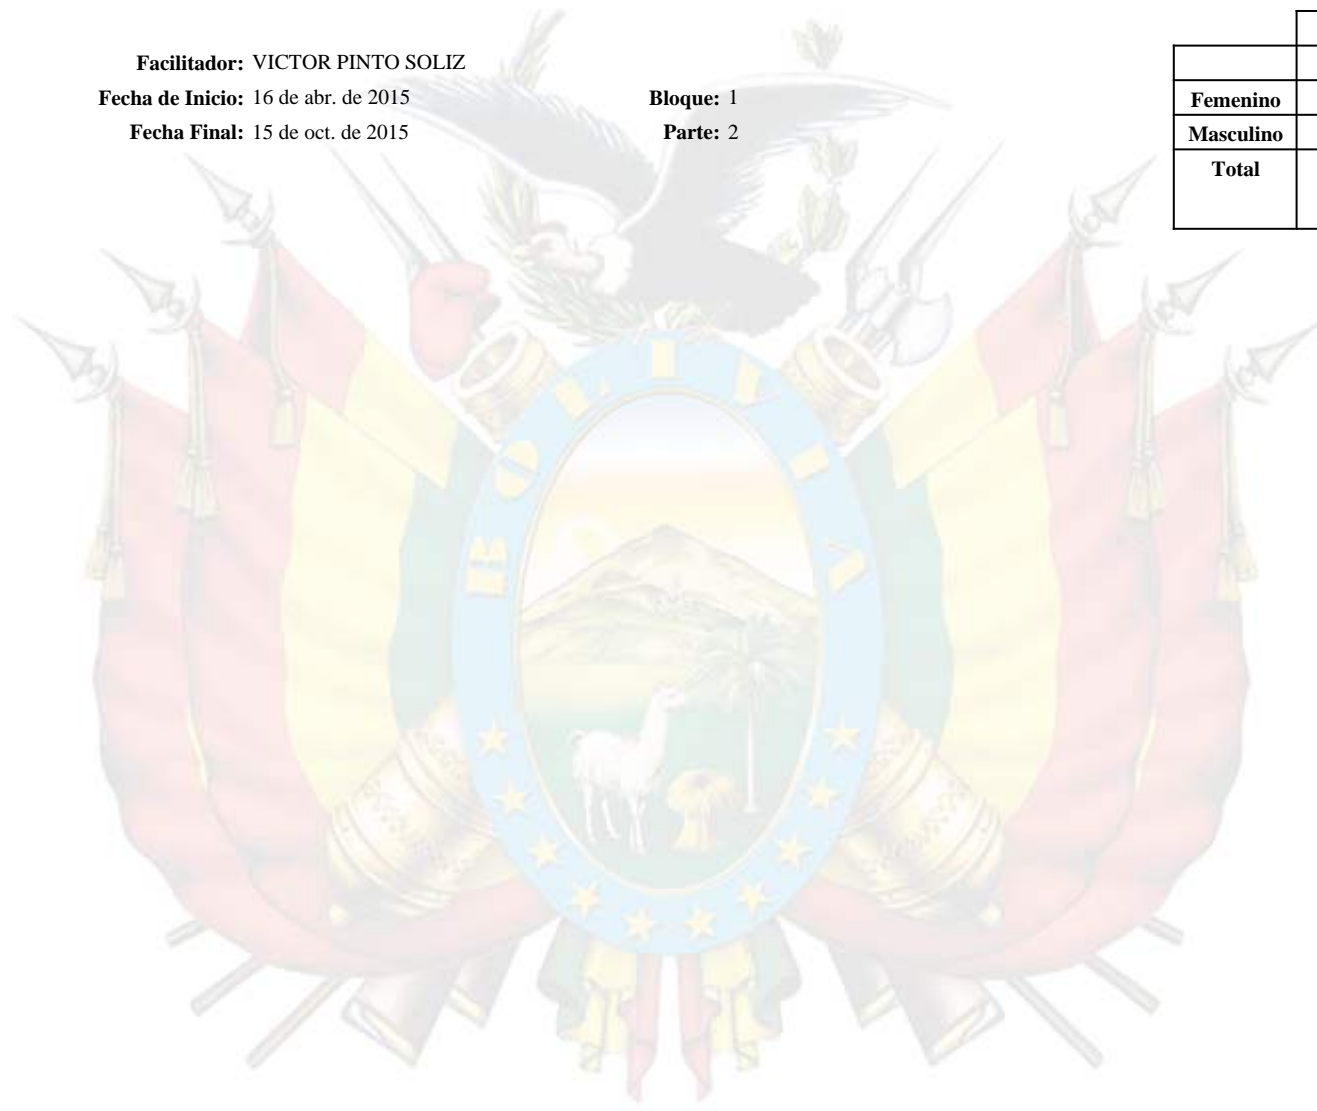 Facilitador: VICTOR PINTO SOLIZ
Fecha de Inicio: 16 de abr. de 2015 Bloque: 1
Fecha Final: 15 de oct. de 2015 Parte: 2
Femenino
Masculino
Total
BOLIVIA